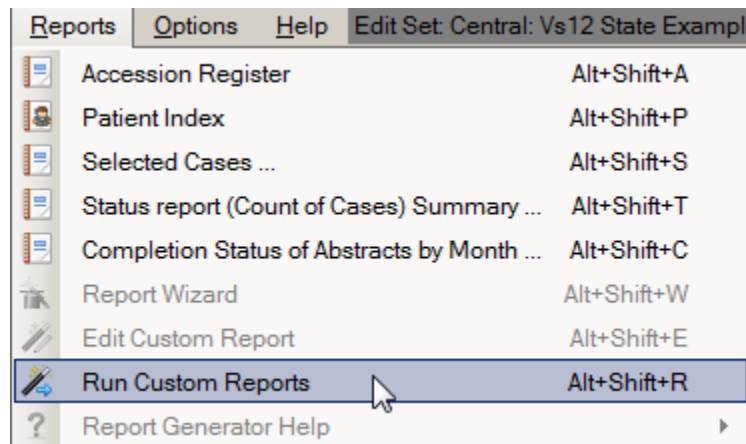 Reports Options Help Edit Set: Central: Vs12 State Exampl
Accession Register Alt+Shift+A
Patient Index Alt+Shift+P
Selected Cases ... Alt+Shift+S
Status report (Count of Cases) Summary ... Alt+Shift+T
Completion Status of Abstracts by Month ... Alt+Shift+C
Report Wizard Alt+Shift+W
Edit Custom Report Alt+Shift+E
Run Custom Reports Alt+Shift+R
Report Generator Help